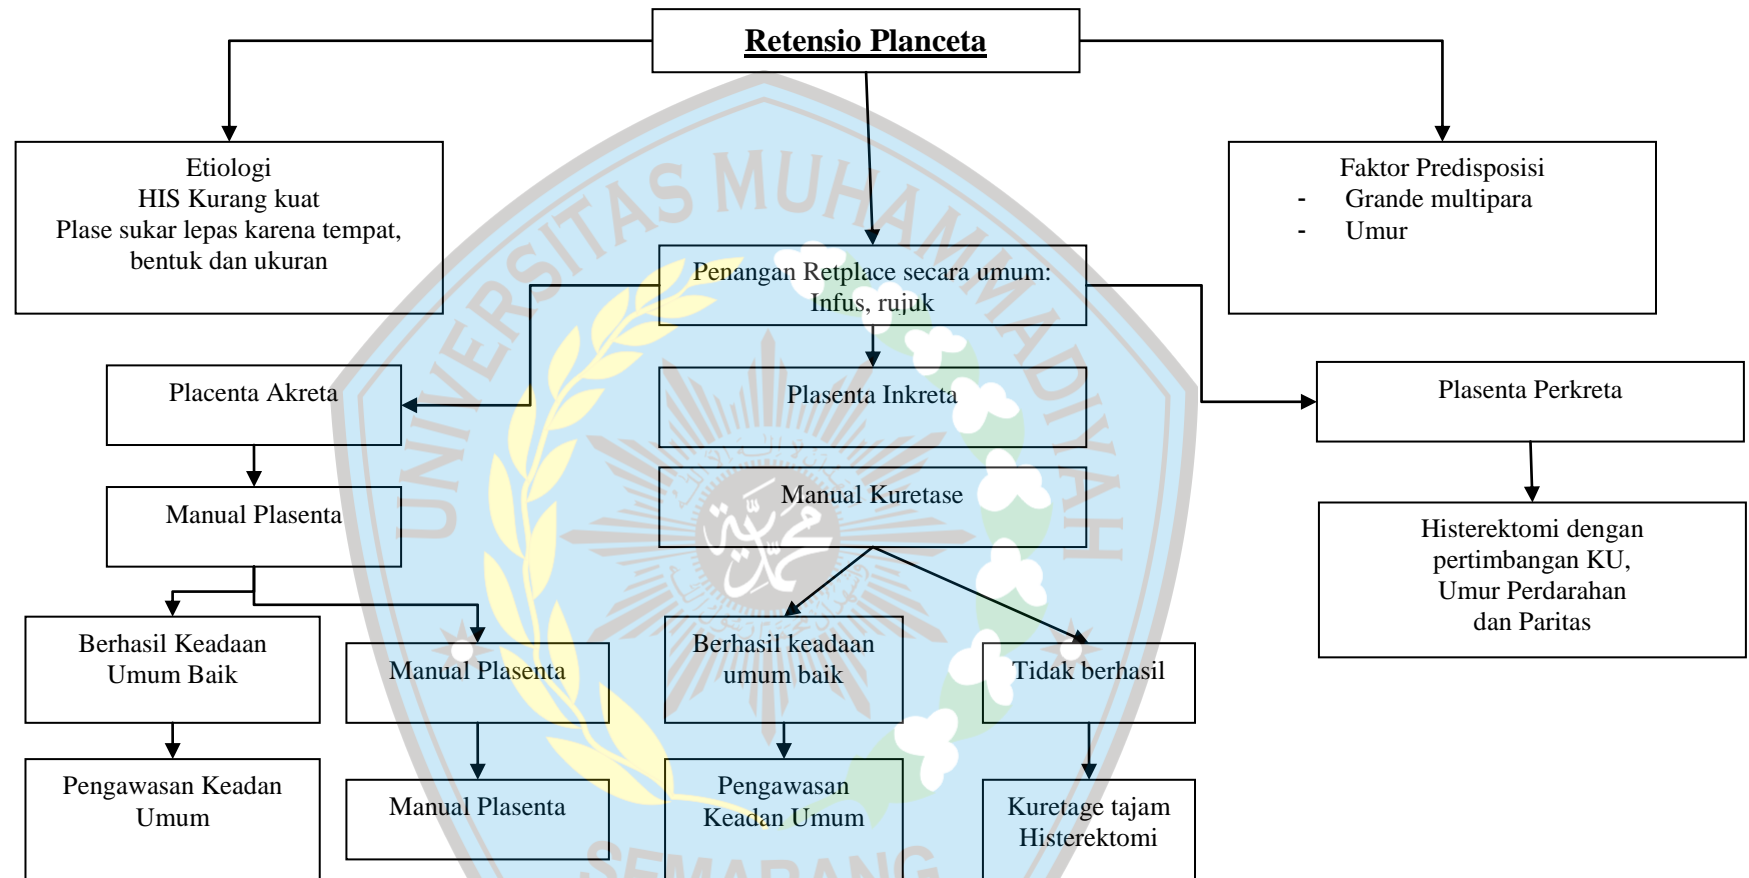 Retensio Planceta
Etiologi
HIS Kurang kuat
Plase sukar lepas karena tempat,
bentuk dan ukuran
Faktor Predisposisi
- Grande multipara
- Umur
Penangan Retplace secara umum:
Infus, rujuk
Placenta Akreta
Plasenta Inkreta
Plasenta Perkreta
Manual Plasenta
Manual Kuretase
Histerektomi dengan
pertimbangan KU,
Umur Perdarahan
dan Paritas
Berhasil Keadaan
Umum Baik
Manual Plasenta
Berhasil keadaan
umum baik
Tidak berhasil
Pengawasan Keadan
Umum
Manual Plasenta
Pengawasan
Keadan Umum
Kuretage tajam
Histerektomi
UNIVERSITAS MUHAMMADIYAH
SEMARANG
محمدية